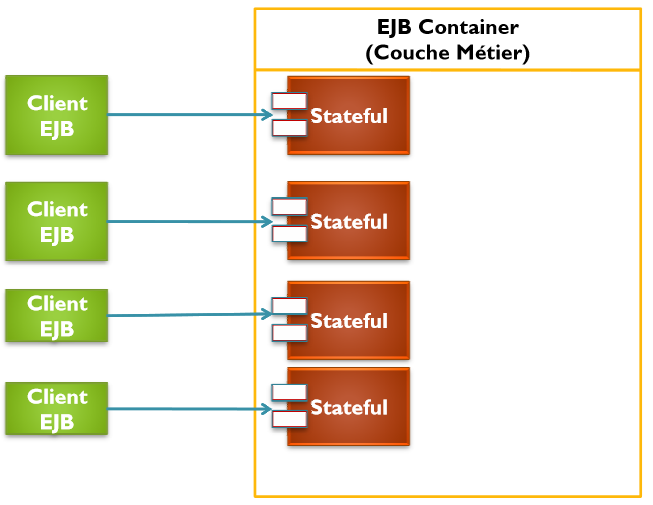 EJB Container
(Couche Métier)
Client
EJB
Stateful
Client
EJB
Stateful
Client
EJB
Stateful
Client
EJB
Stateful